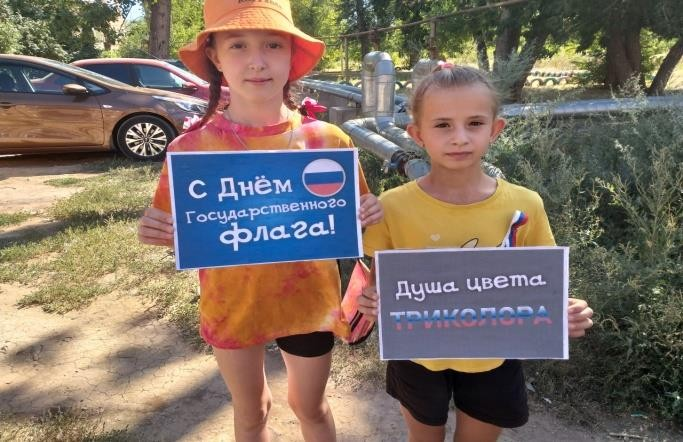 С Днём
Государственного
флага!
Душа цвета
ТРИКОЛОРА